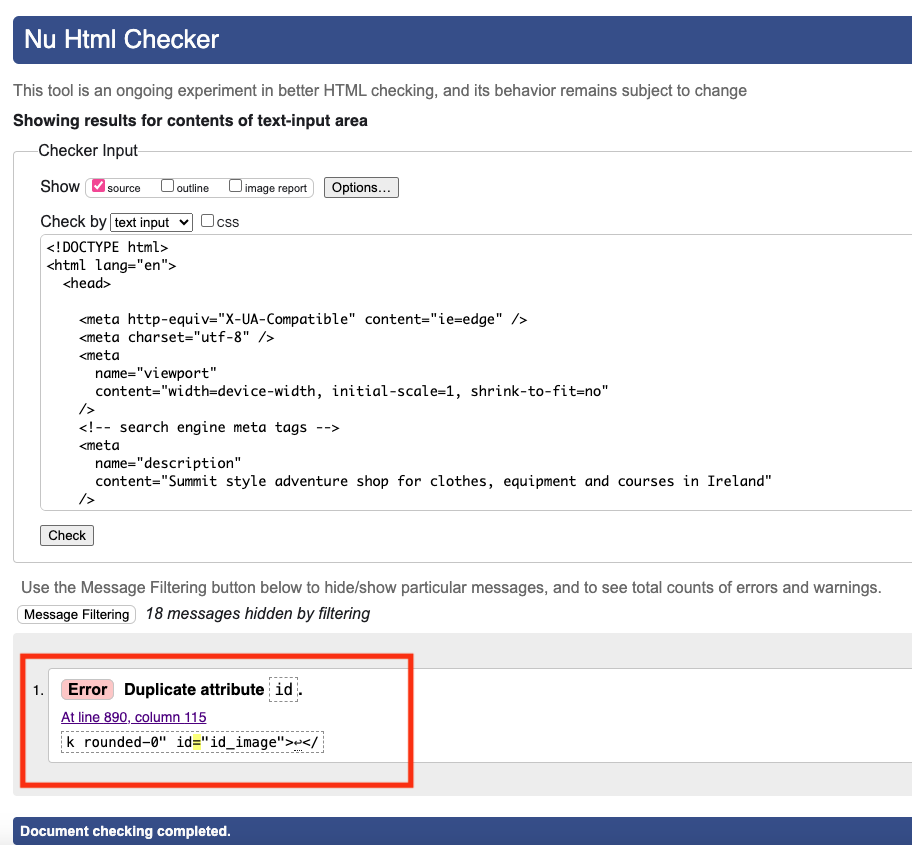 Nu Html Checker
This tool is an ongoing experiment in better HTML checking, and its behavior remains subject to change
Showing results for contents of text-input area
Checker Input
Show source outline image report Options...
Check by text input CSS
<!DOCTYPE html>
<html lang="en">
<head>
<meta http-equiv="X-UA-Compatible" content="ie=edge" />
<meta charset="utf-8" />
<meta
name="viewport"
content="width=device-width, initial-scale=1, shrink-to-fit=no"
/>
<!-- search engine meta tags -->
<meta
name="description"
content="Summit style adventure shop for clothes, equipment and courses in Ireland"
/>
Check
Use the Message Filtering button below to hide/show particular messages, and to see total counts of errors and warnings.
Message Filtering 18 messages hidden by filtering
1. Error Duplicate attribute id.
At line 890, column 115
k rounded-0" id="id_image">↩</
Document checking completed.